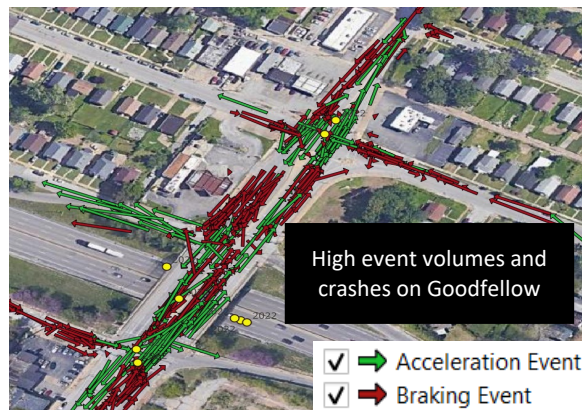 2022
High event volumes and
crashes on Goodfellow
Acceleration Event
Braking Event